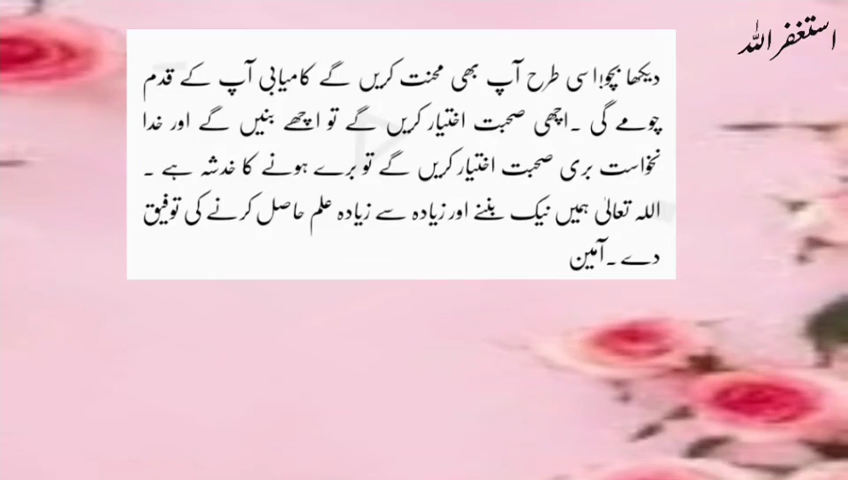 استغفر اللہ
دیکھا بچو!اسی طرح آپ بھی محنت کریں گے کامیابی آپ کے قدم
چومے گی ۔اچھی صحبت اختیار کریں گے تو اچھے بنیں گے اور خدا
نخواست بری صحبت اختیار کریں گے تو برے ہونے کا خدشہ ہے ۔
اللہ تعالیٰ ہمیں نیک بننے اور زیادہ سے زیادہ علم حاصل کرنے کی توفیق
دے ۔آمین